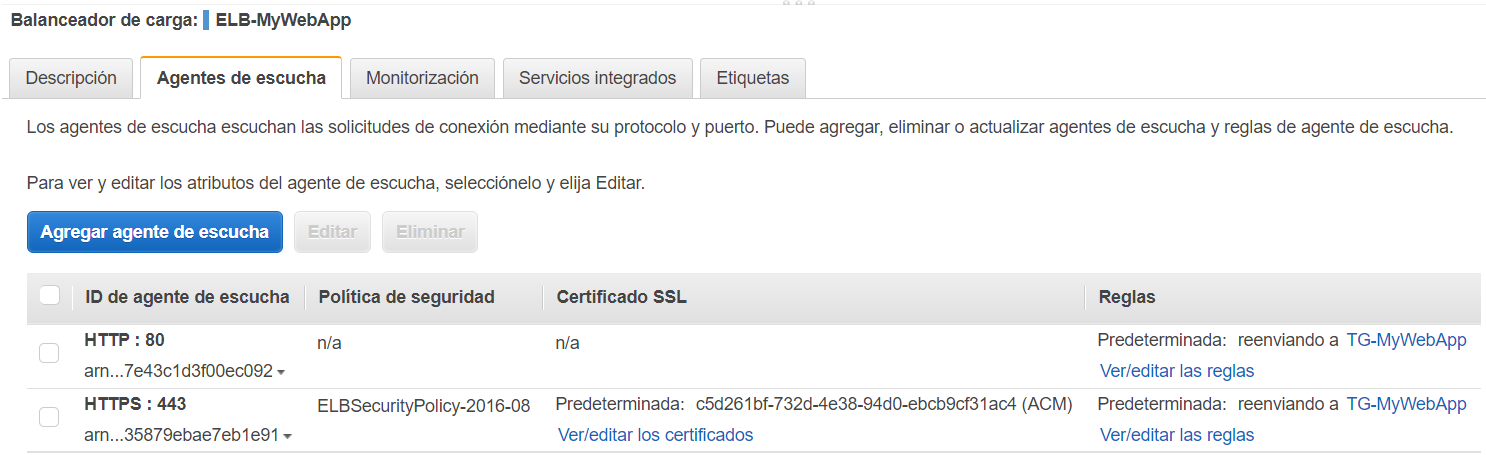 Balanceador de carga: ELB-MyWebApp
Descripción Agentes de escucha Monitorización Servicios integrados Etiquetas
Los agentes de escucha escuchan las solicitudes de conexión mediante su protocolo y puerto. Puede agregar, eliminar o actualizar agentes de escucha y reglas de agente de escucha.
Para ver y editar los atributos del agente de escucha, selecciónelo y elija Editar.
Agregar agente de escucha Editar Eliminar
ID de agente de escucha Política de seguridad Certificado SSL Reglas
HTTP : 80 n/a n/a Predeterminada: reenviando a TG-MyWebApp
arn...7e43c1d3f00ec092 Ver/editar las reglas
HTTPS : 443 ELBSecurityPolicy-2016-08 Predeterminada: c5d261bf-732d-4e38-94d0-ebcb9cf31ac4 (ACM) Predeterminada: reenviando a TG-MyWebApp
arn...35879ebae7eb1e91 Ver/editar los certificados Ver/editar las reglas